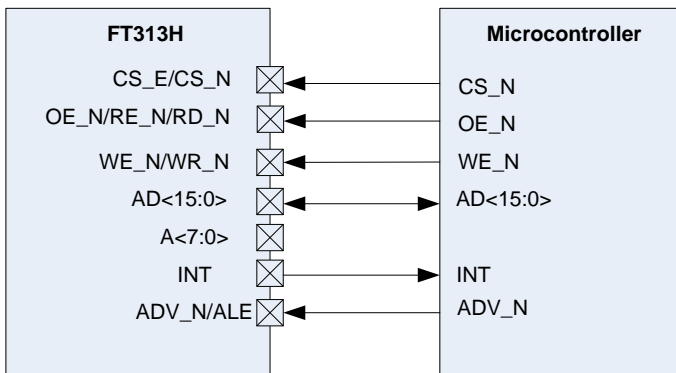 FT313H
CS_E/CS_N
OE_N/RE_N/RD_N
WE_N/WR_N
AD<15:0>
A<7:0>
INT
ADV_N/ALE
Microcontroller
CS_N
OE_N
WE_N
AD<15:0>
INT
ADV_N